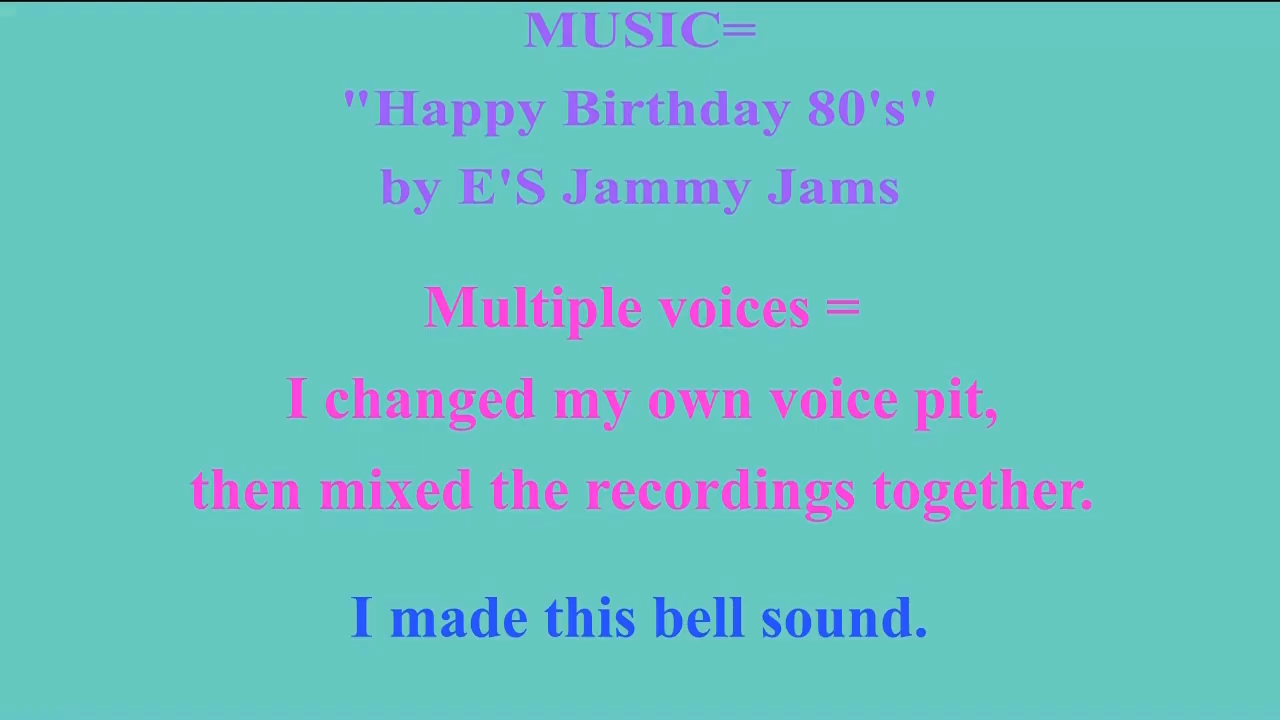 MUSIC=
"Happy Birthday 80's"
by E'S Jammy Jams
Multiple voices =
I changed my own voice pit,
then mixed the recordings together.
I made this bell sound.